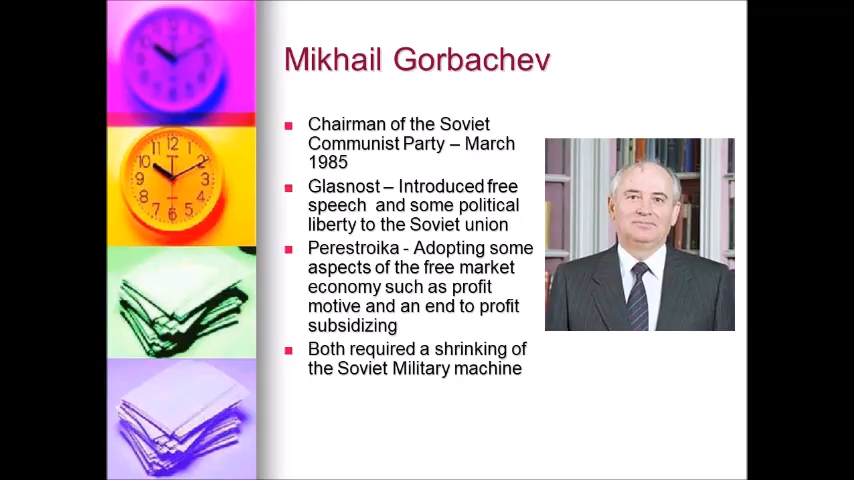 Mikhail Gorbachev
Chairman of the Soviet
Communist Party – March
1985
Glasnost – Introduced free
speech  and some political
liberty to the Soviet union
Perestroika - Adopting some
aspects of the free market
economy such as profit
motive and an end to profit
subsidizing
Both required a shrinking of
the Soviet Military machine